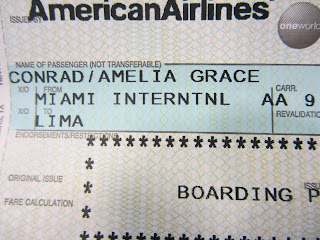 AmericanAirlines
ISSUED BY
oneworld
NAME OF PASSENGER (NOT TRANSFERABLE)
CONRAD/AMELIA GRACE
X/O FROM CARR.
MIAMI INTERNTNL AA 9
X/O TO REVALIDATION
LIMA
ENDORSEMENTS/RESTRICTIONS
**************
ORIGINAL ISSUE
BOARDING P
FARE CALCULATION